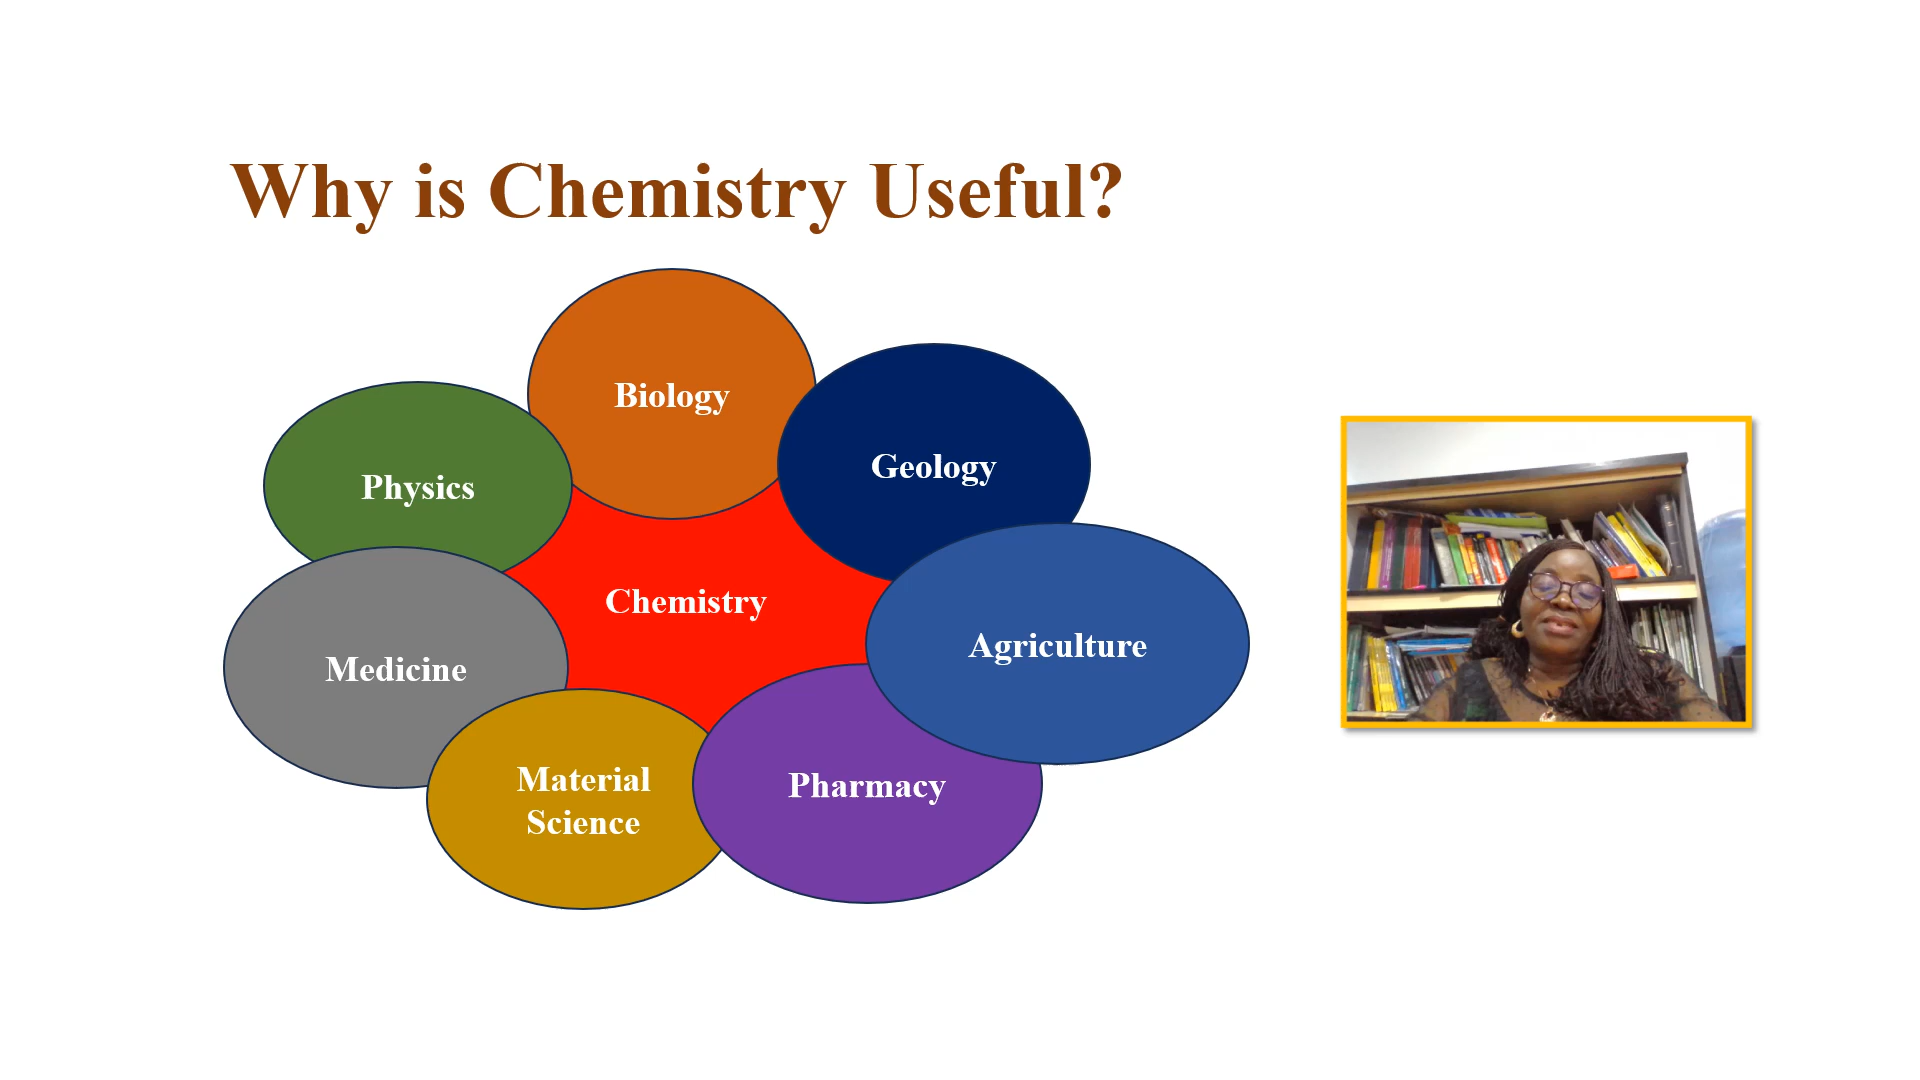 Why is Chemistry Useful?
Biology
Geology
Physics
Chemistry
Agriculture
Medicine
Material
Science
Pharmacy